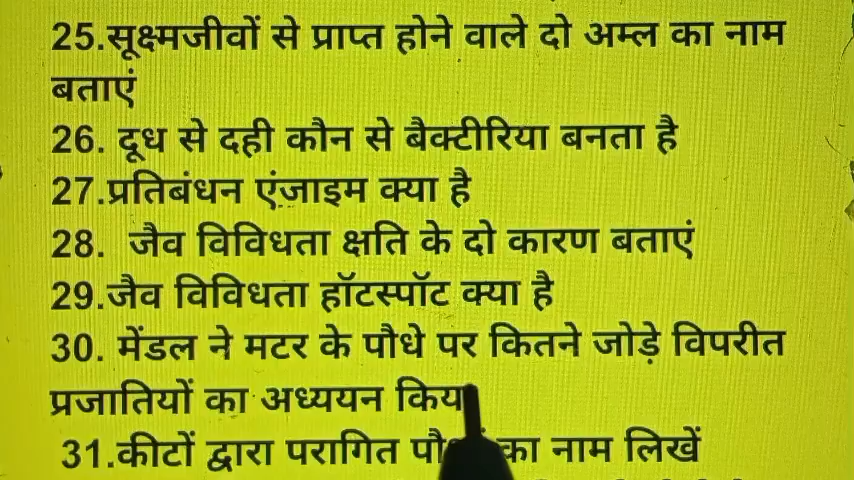 25.सूक्ष्मजीवों से प्राप्त होने वाले दो अम्ल का नाम
बताएं
26. दूध से दही कौन से बैक्टीरिया बनता है
27.प्रतिबंधन एंजाइम क्या है
28. जैव विविधता क्षति के दो कारण बताएं
29.जैव विविधता हॉटस्पॉट क्या है
30. मेंडल ने मटर के पौधे पर कितने जोड़े विपरीत
प्रजातियों का अध्ययन
31.कीटों द्वारा परागित का नाम लिखें